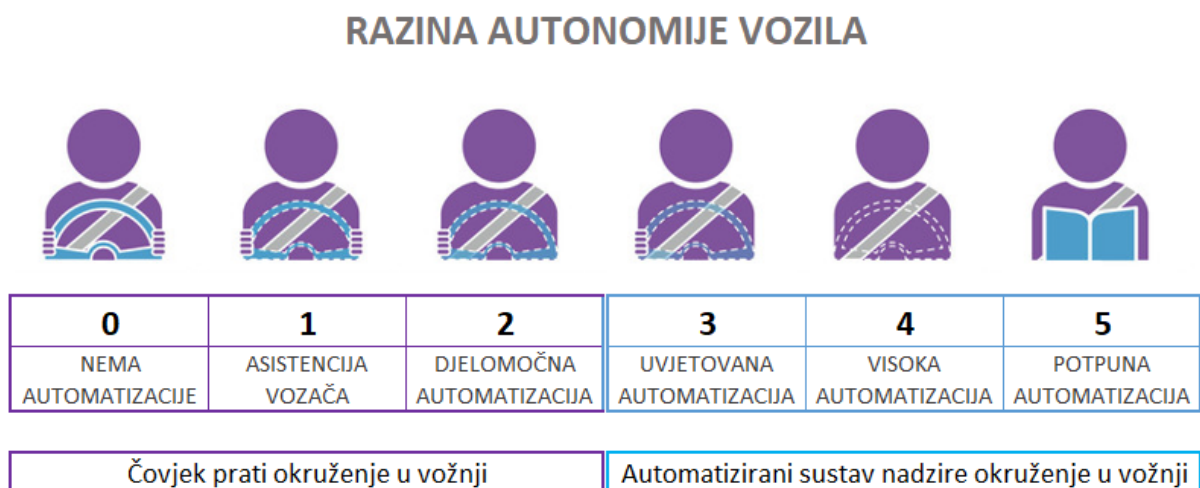 RAZINA AUTONOMIJE VOZILA
0
NEMA
AUTOMATIZACIJE
1
ASISTENCIJA
VOZAČA
2
DJELOMOČNA
AUTOMATIZACIJA
3
UVJETOVANA
AUTOMATIZACIJA
4
VISOKA
AUTOMATIZACIJA
5
POTPUNA
AUTOMATIZACIJA
Čovjek prati okruženje u vožnji
Automatizirani sustav nadzire okruženje u vožnji